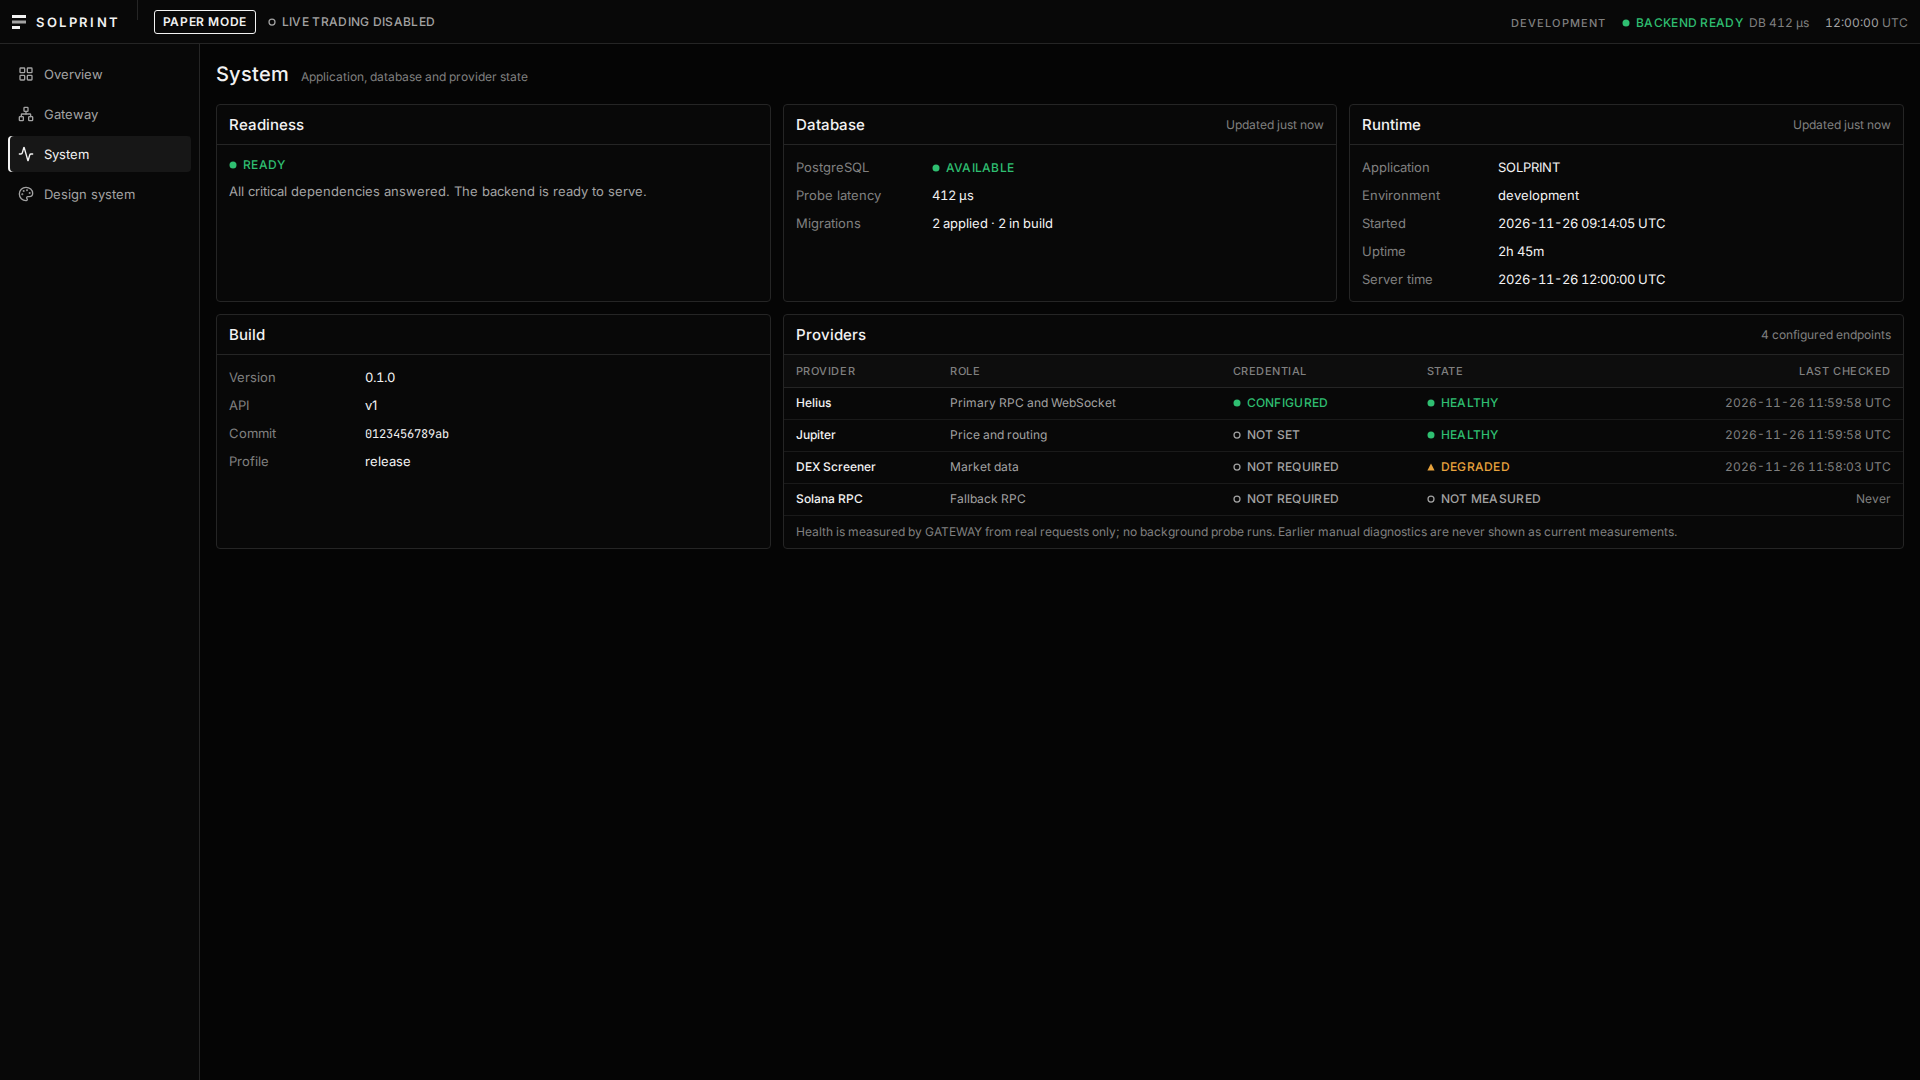 SOLPRINT PAPER MODE LIVE TRADING DISABLED DEVELOPMENT BACKEND READY DB 412 µs 12:00:00 UTC
Overview
Gateway
System
Design system
System Application, database and provider state
Readiness
READY
All critical dependencies answered. The backend is ready to serve.
Database Updated just now
PostgreSQL AVAILABLE
Probe latency 412 µs
Migrations 2 applied · 2 in build
Runtime Updated just now
Application SOLPRINT
Environment development
Started 2026-11-26 09:14:05 UTC
Uptime 2h 45m
Server time 2026-11-26 12:00:00 UTC
Build
Version 0.1.0
API v1
Commit 0123456789ab
Profile release
Providers 4 configured endpoints
PROVIDER ROLE CREDENTIAL STATE LAST CHECKED
Helius Primary RPC and WebSocket CONFIGURED HEALTHY 2026-11-26 11:59:58 UTC
Jupiter Price and routing NOT SET HEALTHY 2026-11-26 11:59:58 UTC
DEX Screener Market data NOT REQUIRED DEGRADED 2026-11-26 11:58:03 UTC
Solana RPC Fallback RPC NOT REQUIRED NOT MEASURED Never
Health is measured by GATEWAY from real requests only; no background probe runs. Earlier manual diagnostics are never shown as current measurements.